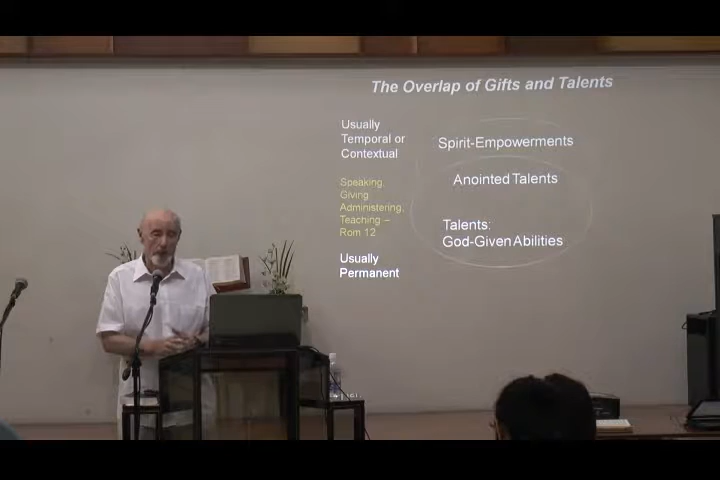 The Overlap of Gifts and Talents
Usually
Temporal or
Contextual
Spirit-Empowerments
Speaking,
Giving
Administering,
Teaching –
Rom 12
Anointed Talents
Talents:
God-Given Abilities
Usually
Permanent